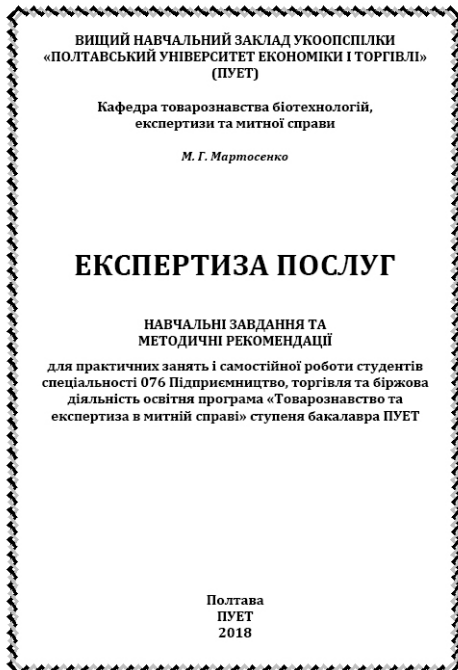 ВИЩИЙ НАВЧАЛЬНИЙ ЗАКЛАД УКООПСПІЛКИ
«ПОЛТАВСЬКИЙ УНІВЕРСИТЕТ ЕКОНОМІКИ І ТОРГІВЛІ»
(ПУЕТ)
Кафедра товарознавства біотехнологій,
експертизи та митної справи
М. Г. Мартосенко
ЕКСПЕРТИЗА ПОСЛУГ
НАВЧАЛЬНІ ЗАВДАННЯ ТА
МЕТОДИЧНІ РЕКОМЕНДАЦІЇ
для практичних занять і самостійної роботи студентів
спеціальності 076 Підприємництво, торгівля та біржова
діяльність освітня програма «Товарознавство та
експертиза в митній справі» ступеня бакалавра ПУЕТ
Полтава
ПУЕТ
2018